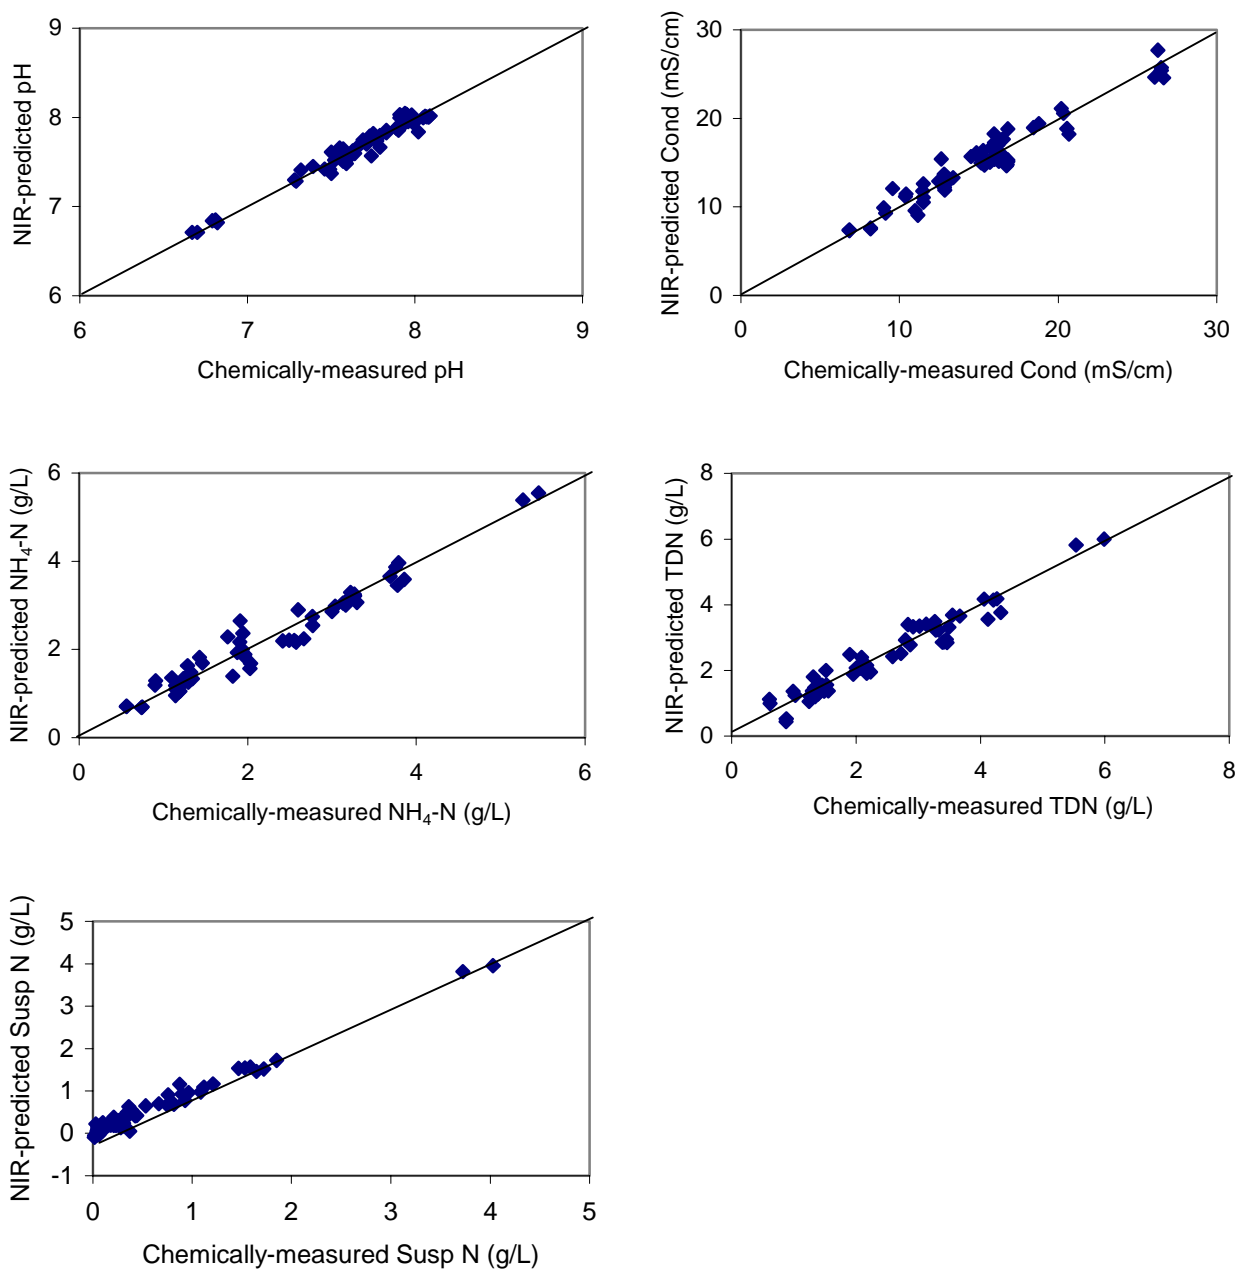 NIR-predicted pH
9
8
7
6
6 7 8 9
Chemically-measured pH
NIR-predicted Cond (mS/cm)
30
20
10
0
0 10 20 30
Chemically-measured Cond (mS/cm)
NIR-predicted NH₄-N (g/L)
6
4
2
0
0 2 4 6
Chemically-measured NH₄-N (g/L)
NIR-predicted TDN (g/L)
8
6
4
2
0
0 2 4 6 8
Chemically-measured TDN (g/L)
NIR-predicted Susp N (g/L)
5
4
3
2
1
0
-1
0 1 2 3 4 5
Chemically-measured Susp N (g/L)